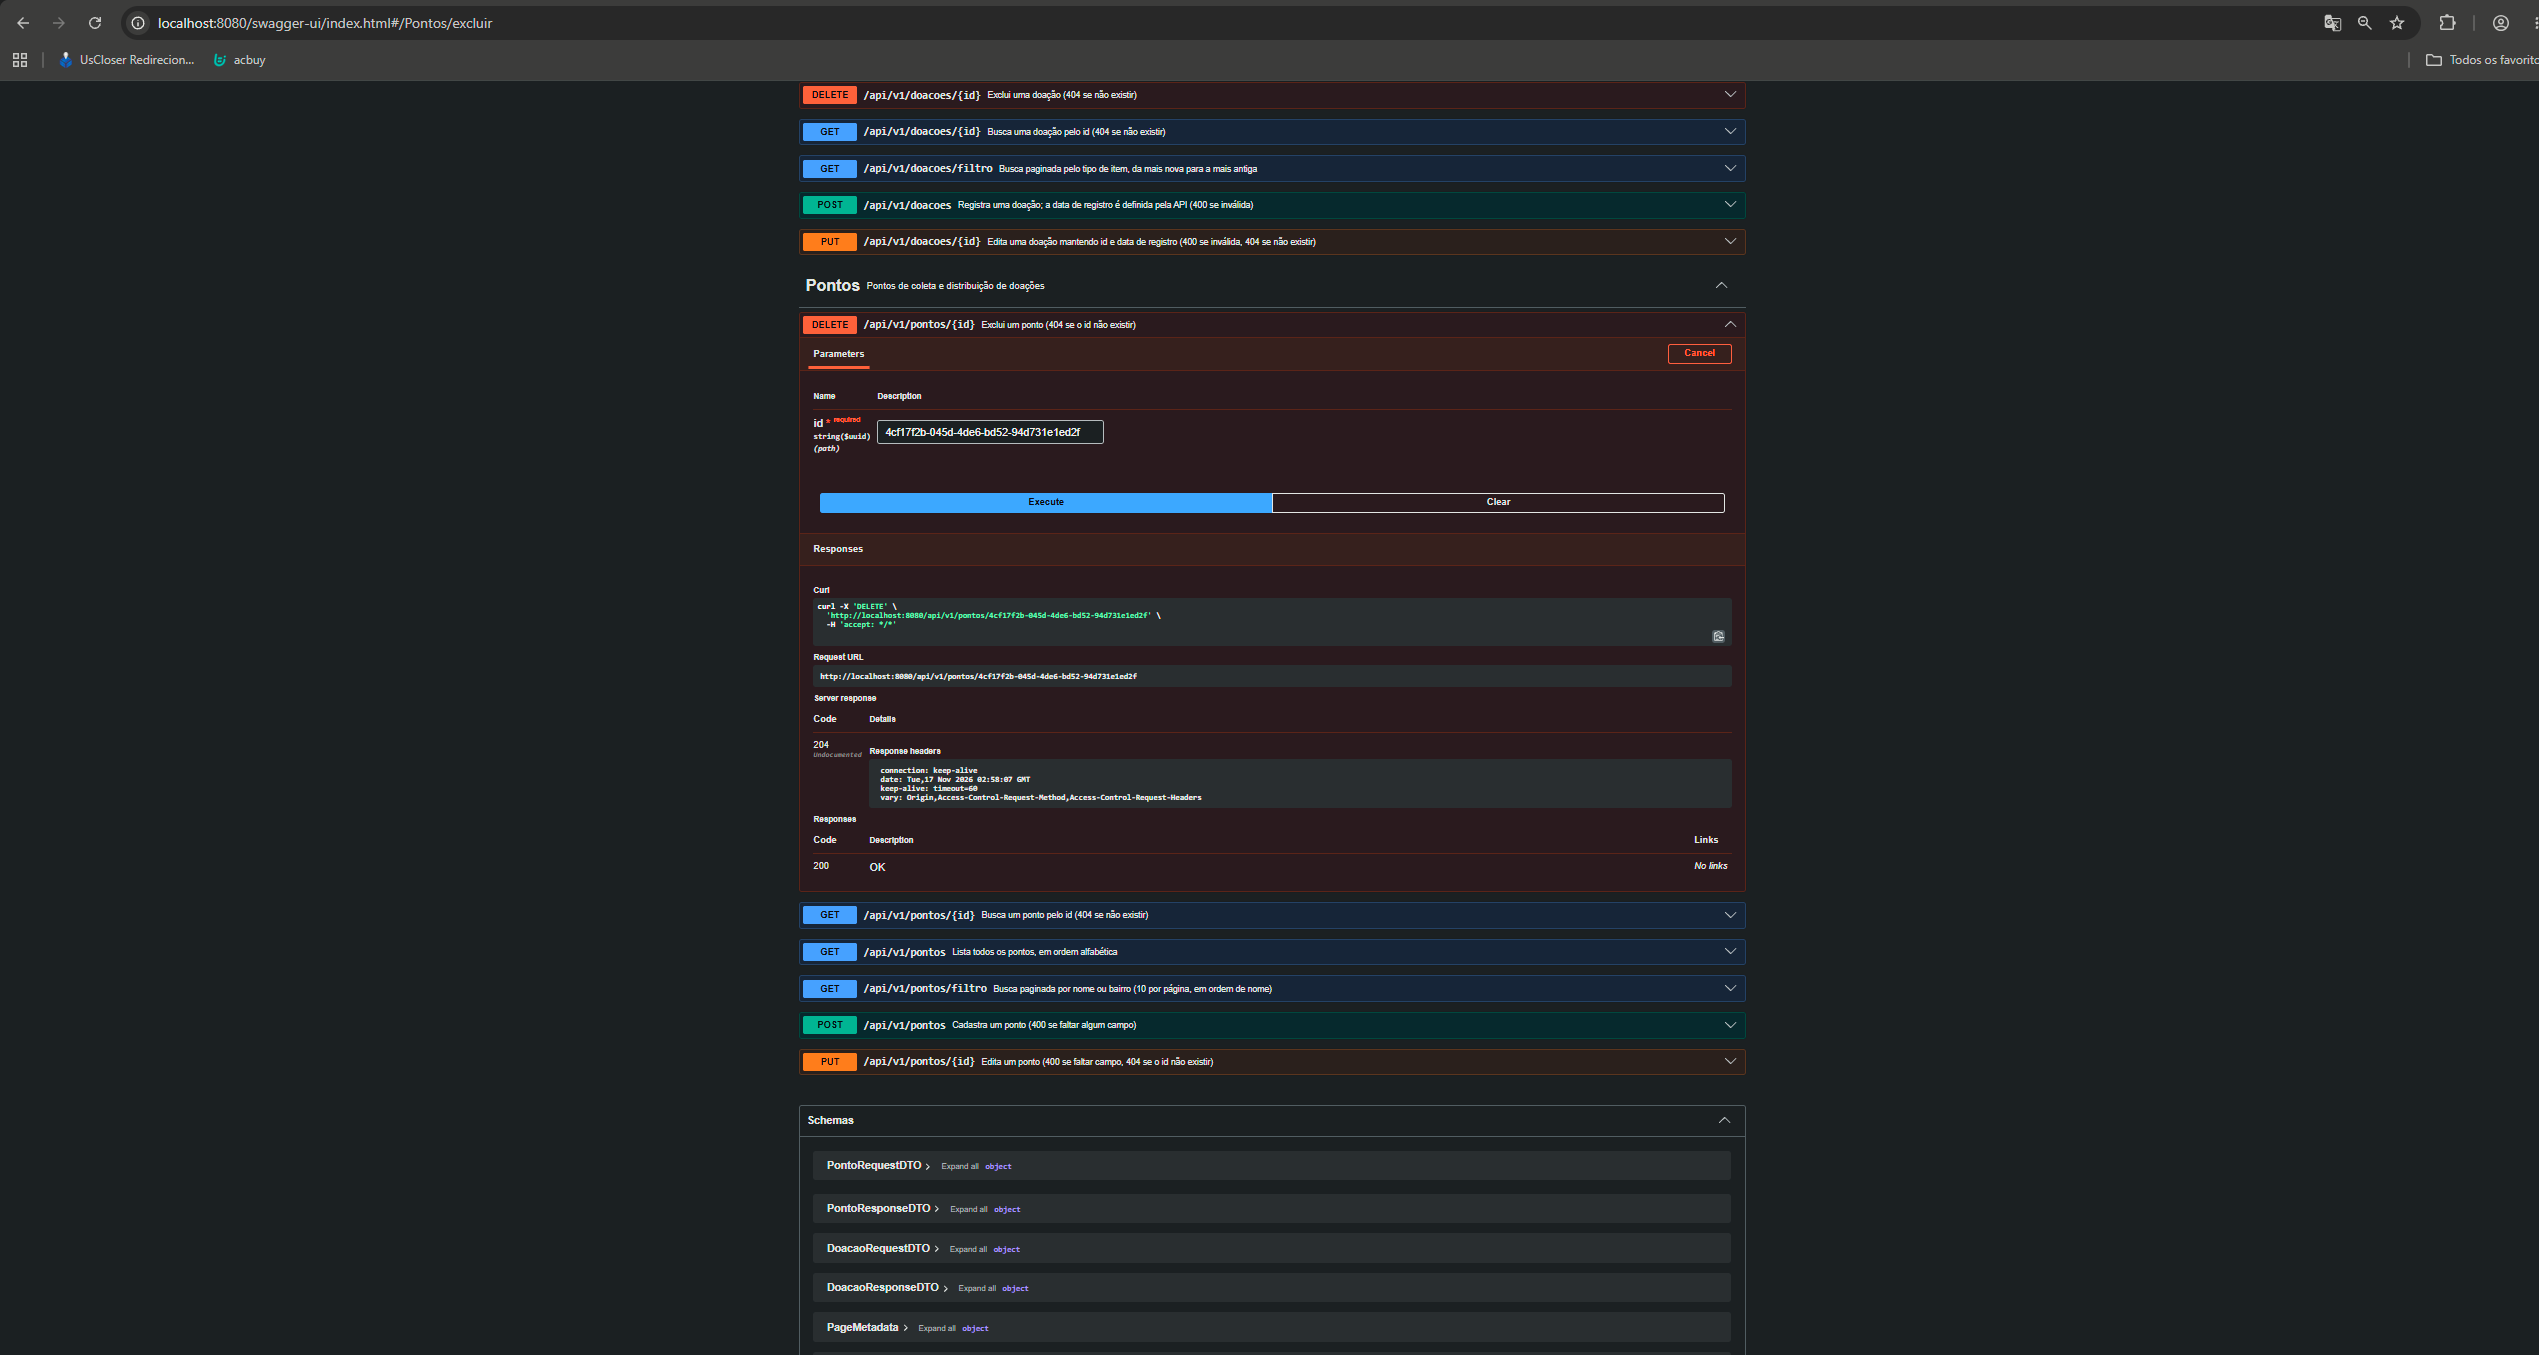 localhost:8080/swagger-ui/index.html#/Pontos/excluir
UsCloser Redirecion...
acbuy
Todos os favorito
DELETE /api/v1/doacoes/{id} Exclui uma doação (404 se não existir)
GET /api/v1/doacoes/{id} Busca uma doação pelo id (404 se não existir)
GET /api/v1/doacoes/filtro Busca paginada pelo tipo de item, da mais nova para a mais antiga
POST /api/v1/doacoes Registra uma doação; a data de registro é definida pela API (400 se inválida)
PUT /api/v1/doacoes/{id} Edita uma doação mantendo id e data de registro (400 se inválida, 404 se não existir)
Pontos Pontos de coleta e distribuição de doações
DELETE /api/v1/pontos/{id} Exclui um ponto (404 se o id não existir)
Parameters
Cancel
Name Description
id * required
string($uuid)
(path)
4cf17f2b-045d-4de6-bd52-94d731e1ed2f
Execute
Clear
Responses
Curl
curl -X 'DELETE' \
'http://localhost:8080/api/v1/pontos/4cf17f2b-045d-4de6-bd52-94d731e1ed2f' \
-H 'accept: */*'
Request URL
http://localhost:8080/api/v1/pontos/4cf17f2b-045d-4de6-bd52-94d731e1ed2f
Server response
Code Details
204
Undocumented
Response headers
connection: keep-alive
date: Tue,17 Nov 2026 02:58:07 GMT
keep-alive: timeout=60
vary: Origin,Access-Control-Request-Method,Access-Control-Request-Headers
Responses
Code Description Links
200 OK No links
GET /api/v1/pontos/{id} Busca um ponto pelo id (404 se não existir)
GET /api/v1/pontos Lista todos os pontos, em ordem alfabética
GET /api/v1/pontos/filtro Busca paginada por nome ou bairro (10 por página, em ordem de nome)
POST /api/v1/pontos Cadastra um ponto (400 se faltar algum campo)
PUT /api/v1/pontos/{id} Edita um ponto (400 se faltar campo, 404 se o id não existir)
Schemas
PontoRequestDTO Expand all object
PontoResponseDTO Expand all object
DoacaoRequestDTO Expand all object
DoacaoResponseDTO Expand all object
PageMetadata Expand all object